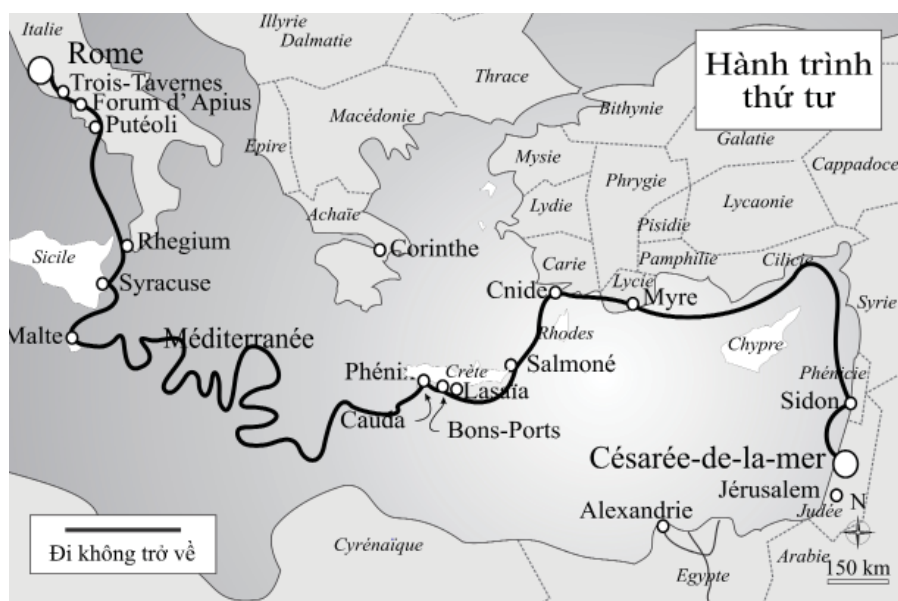 Italie
Illyrie
Dalmatie
Rome
Trois-Tavernes
Forum d' Apius
Putéoli
Thrace
Macédonie
Epire
Bithynie
Hành trình
thứ tư
Mysie
Galatie
Cappadoce
Phrygie
Lydie
Lycaonie
Pisidie
Achaïe
Corinthe
Rhegium
Sicile
Syracuse
Carie
Pamphilie
Cilicie
Lycie
Cnide
Myre
Syrie
Malte
Méditerranée
Rhodes
Chypre
Phéni:.
Crète
Salmoné
Lasaïa
Phénicie
Sidon
Cauda
Bons-Ports
Césarée-de-la-mer
Jérusalem
N
Judée
Alexandrie
Đi không trở về
Cyrénaïque
Egypte
Arabie
150 km